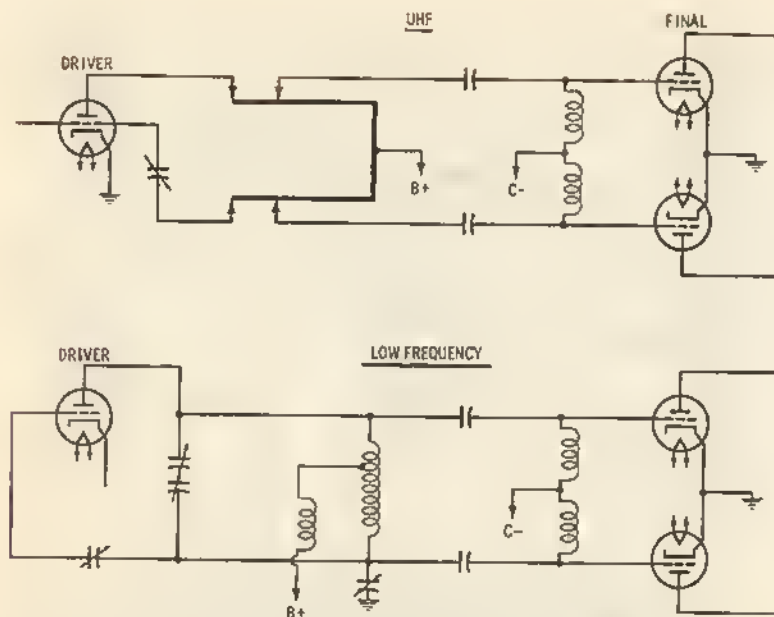 UHF
FINAL
DRIVER
B+
C-
DRIVER
LOW FREQUENCY
C-
B+